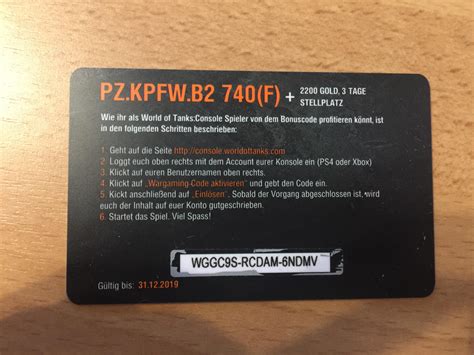 PZ.KPFW.B2 740(F) + 2200 GOLD, 3 TAGE
STELLPLATZ
Wie ihr als World of Tanks:Console Spieler von dem Bonuscode profitieren könnt, ist
in den folgenden Schritten beschrieben:
1. Geht auf die Seite http://console.worldoftanks.com
2. Loggt euch oben rechts mit dem Account eurer Konsole ein (PS4 oder Xbox)
3. Klickt auf euren Benutzernamen oben rechts.
4. Klickt auf „Wargaming-Code aktivieren" und gebt den Code ein.
5. Kickt anschließend auf „Einlösen". Sobald der Vorgang abgeschlossen ist, wird
euch der Inhalt auf euer Konto gutgeschrieben.
6. Startet das Spiel. Viel Spass!
WGGC9S-RCDAM-6NDMV
Gültig bis: 31.12.2019